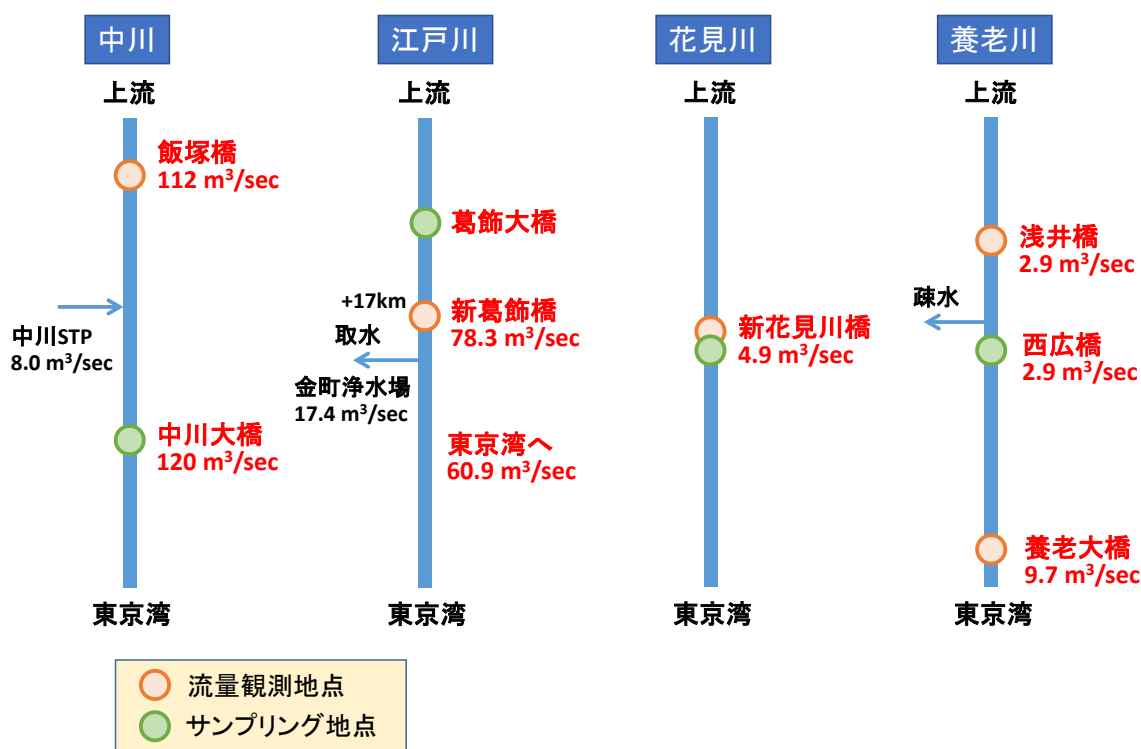 中川
上流
飯塚橋
112 m³/sec
中川STP
8.0 m³/sec
中川大橋
120 m³/sec
東京湾
江戸川
上流
葛飾大橋
+17km
新葛飾橋
78.3 m³/sec
取水
金町浄水場
17.4 m³/sec
東京湾へ
60.9 m³/sec
東京湾
花見川
上流
新花見川橋
4.9 m³/sec
東京湾
養老川
上流
浅井橋
2.9 m³/sec
疎水
西広橋
2.9 m³/sec
養老大橋
9.7 m³/sec
東京湾
流量観測地点
サンプリング地点